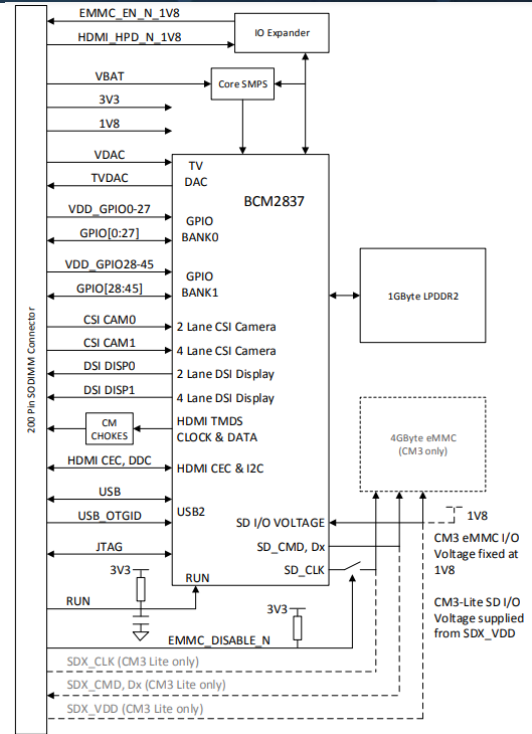 EMMC_EN_N_1V8
IO Expander
HDMI_HPD_N_1V8
VBAT
Core SMPS
3V3
1V8
VDAC
TV
DAC
TVDAC
BCM2837
VDD_GPIO0-27
GPIO
BANK0
GPIO[0:27]
VDD_GPIO28-45
GPIO
BANK1
GPIO[28:45]
1GByte LPDDR2
200 Pin SODIMM Connector
CSI CAM0
2 Lane CSI Camera
CSI CAM1
4 Lane CSI Camera
DSI DISP0
2 Lane DSI Display
DSI DISP1
4 Lane DSI Display
CM
CHOKES
HDMI TMDS
CLOCK & DATA
4GByte eMMC
(CM3 only)
HDMI CEC, DDC
HDMI CEC & I2C
USB
USB2
USB_OTGID
SD I/O VOLTAGE
1V8
CM3 eMMC I/O
Voltage fixed at
1V8
JTAG
SD_CMD, Dx
SD_CLK
3V3
RUN
RUN
3V3
CM3-Lite SD I/O
Voltage supplied
from SDX_VDD
EMMC_DISABLE_N
SDX_CLK (CM3 Lite only)
SDX_CMD, Dx (CM3 Lite only)
SDX_VDD (CM3 Lite only)